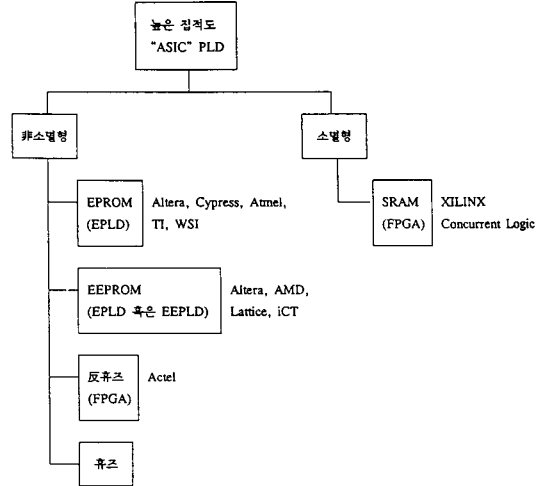 높은 집적도
"ASIC" PLD
非소멸형
소멸형
EPROM
(EPLD)
Altera, Cypress, Atmel,
TI, WSI
SRAM
(FPGA)
XILINX
Concurrent Logic
EEPROM
(EPLD 혹은 EEPLD)
Altera, AMD,
Lattice, iCT
反휴즈
(FPGA)
Actel
휴즈